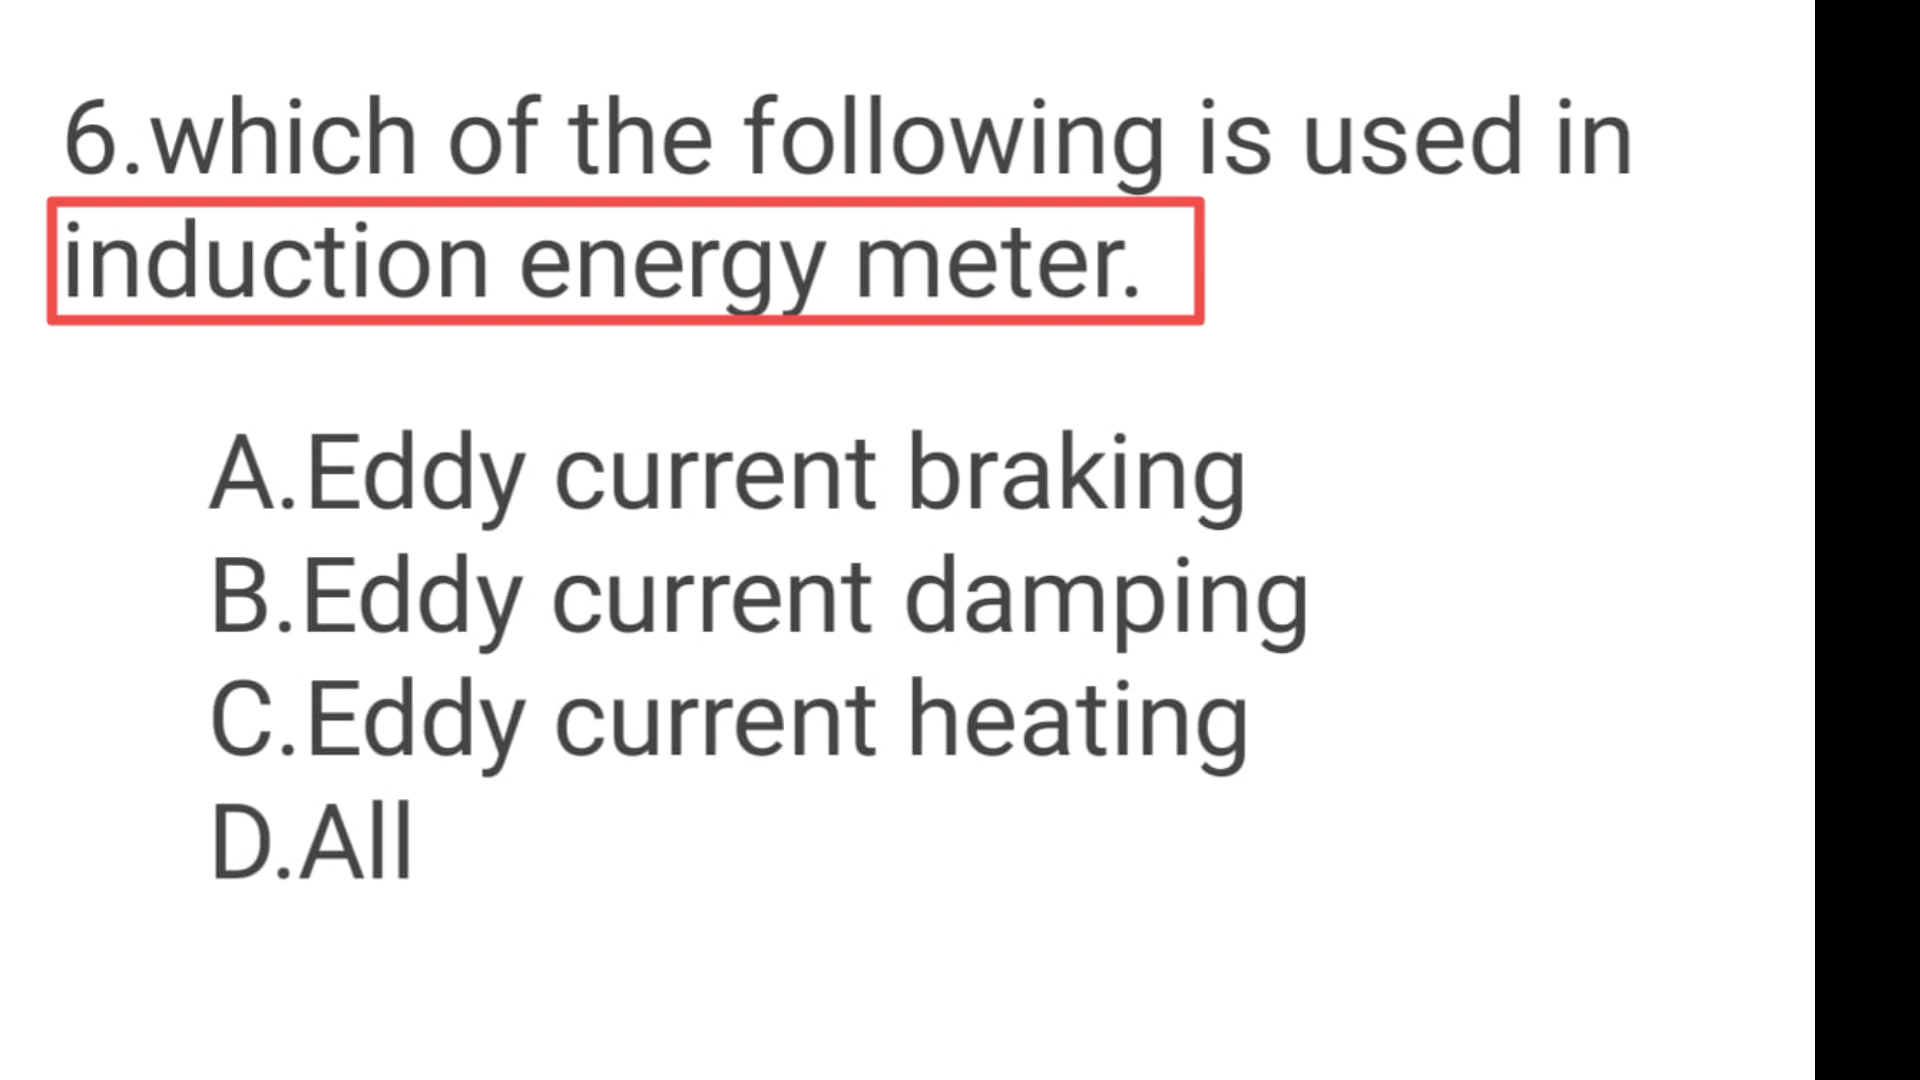 6.which of the following is used in
induction energy meter.
A.Eddy current braking
B.Eddy current damping
C.Eddy current heating
D.All